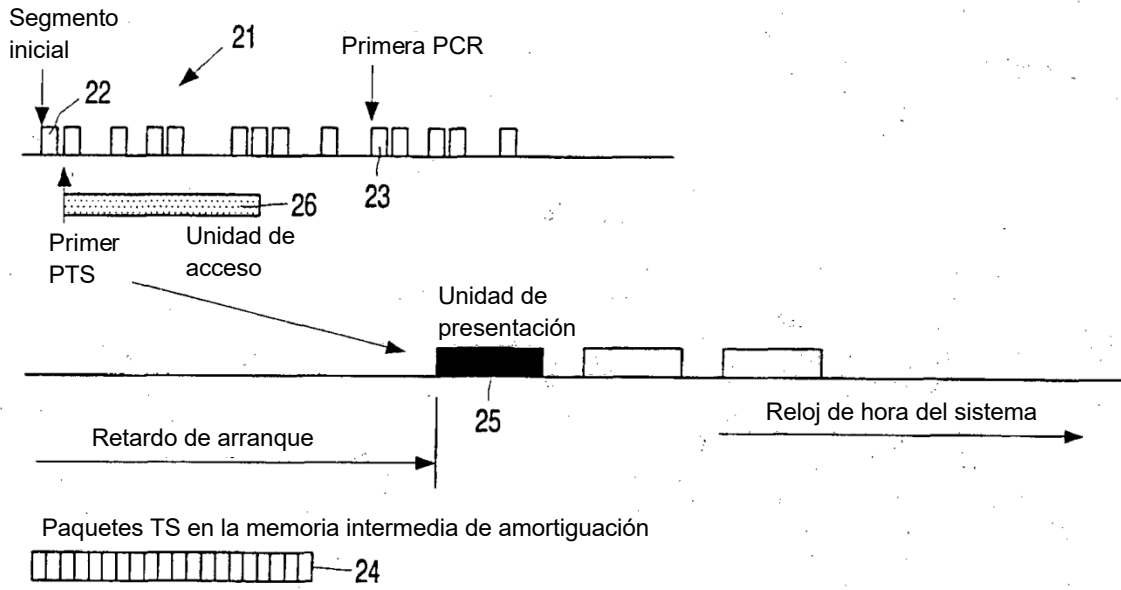 Segmento
inicial
21
Primera PCR
22
23
26
Primer
PTS
Unidad de
acceso
Unidad de
presentación
25
Reloj de hora del sistema
Retardo de arranque
Paquetes TS en la memoria intermedia de amortiguación
24